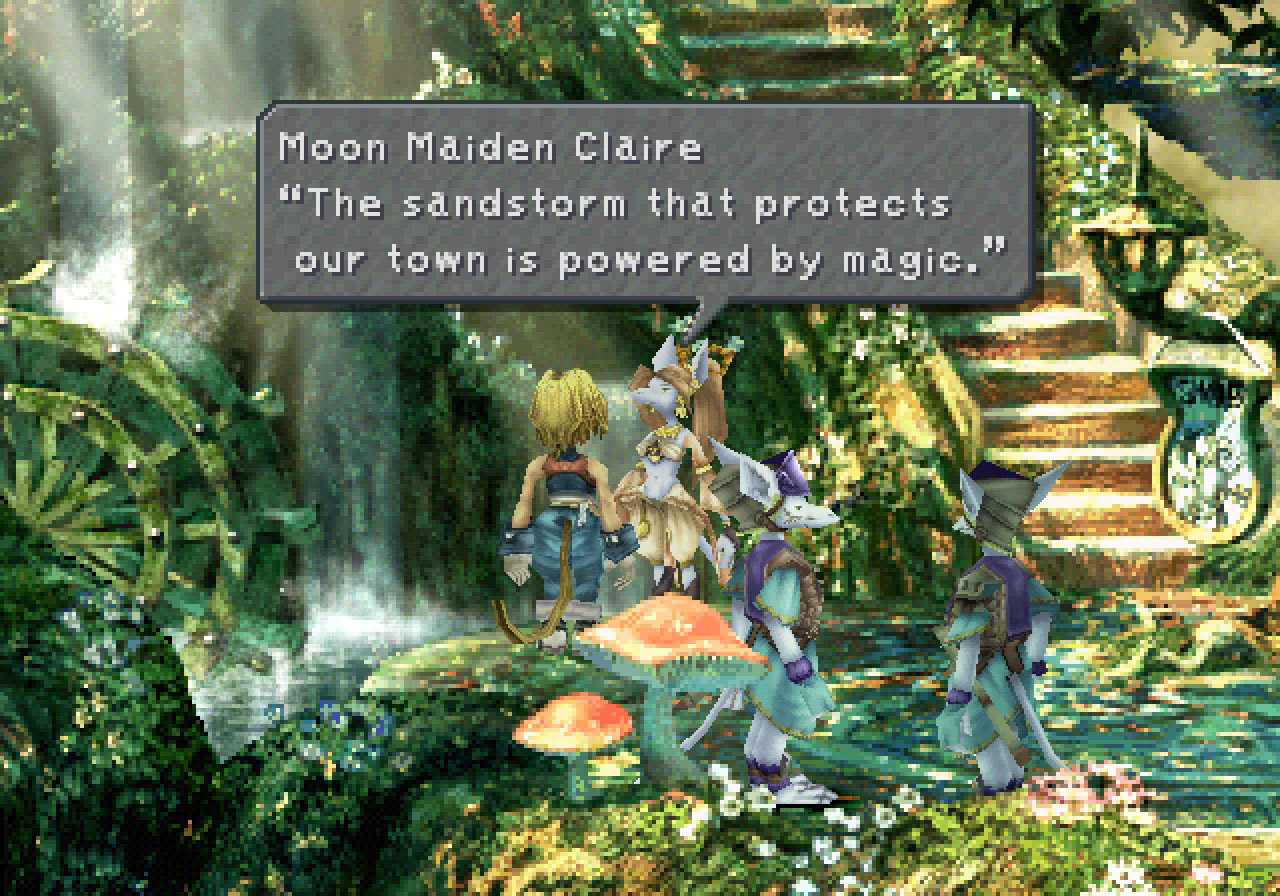 Moon Maiden Claire
“The sandstorm that protects
our town is powered by magic.”